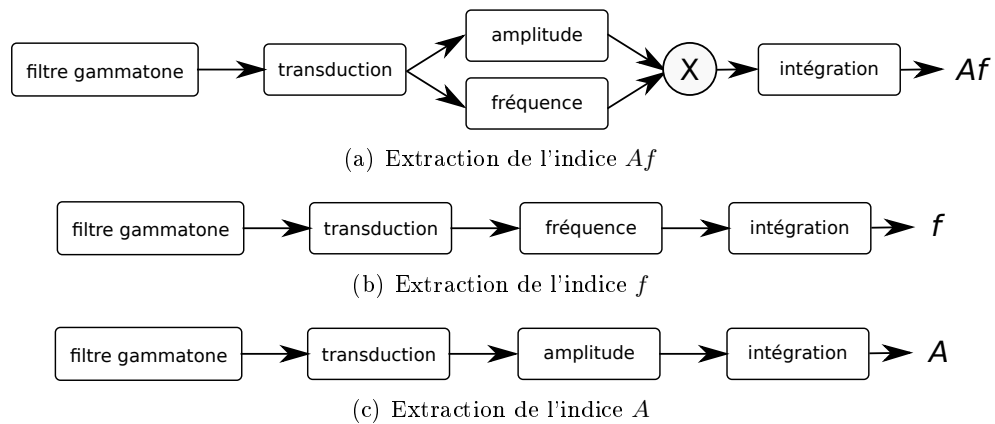 filtre gammatone
transduction
amplitude
fréquence
X
intégration
Af
(a) Extraction de l'indice Af
filtre gammatone
transduction
fréquence
intégration
f
(b) Extraction de l'indice f
filtre gammatone
transduction
amplitude
intégration
A
(c) Extraction de l'indice A